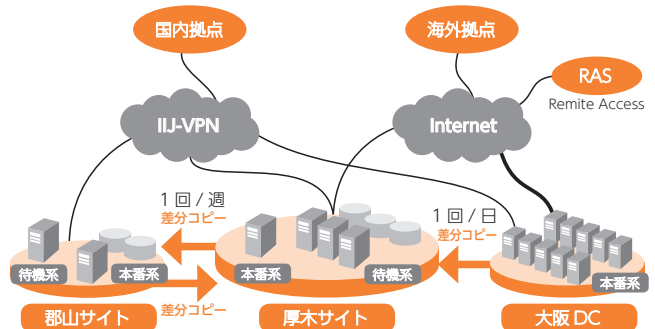 国内拠点
海外拠点
RAS
Remite Access
IIJ-VPN
Internet
1回/週
差分コピー
1回/日
差分コピー
待機系
本番系
本番系
待機系
本番系
差分コピー
郡山サイト
厚木サイト
大阪DC